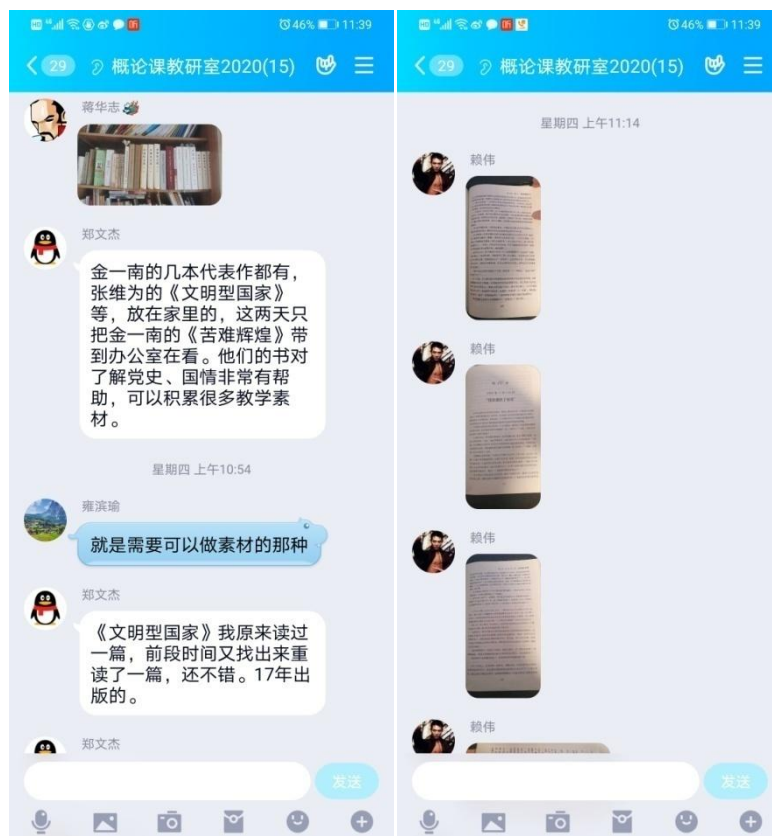 HD 46 46% 11:39
29 概论课教研室2020(15)
蒋华志
郑文杰
金一南的几本代表作都有，
张维为的《文明型国家》
等，放在家里的，这两天只
把金一南的《苦难辉煌》带
到办公室在看。他们的书对
了解党史、国情非常有帮
助，可以积累很多教学素
材。
星期四 上午10:54
雍滨瑜
就是需要可以做素材的那种
郑文杰
《文明型国家》我原来读过
一篇，前段时间又找出来重
读了一篇，还不错。17年出
版的。
郑文杰
发送
HD 46% 11:39
29 概论课教研室2020(15)
星期四 上午11:14
赖伟
赖伟
赖伟
赖伟
发送